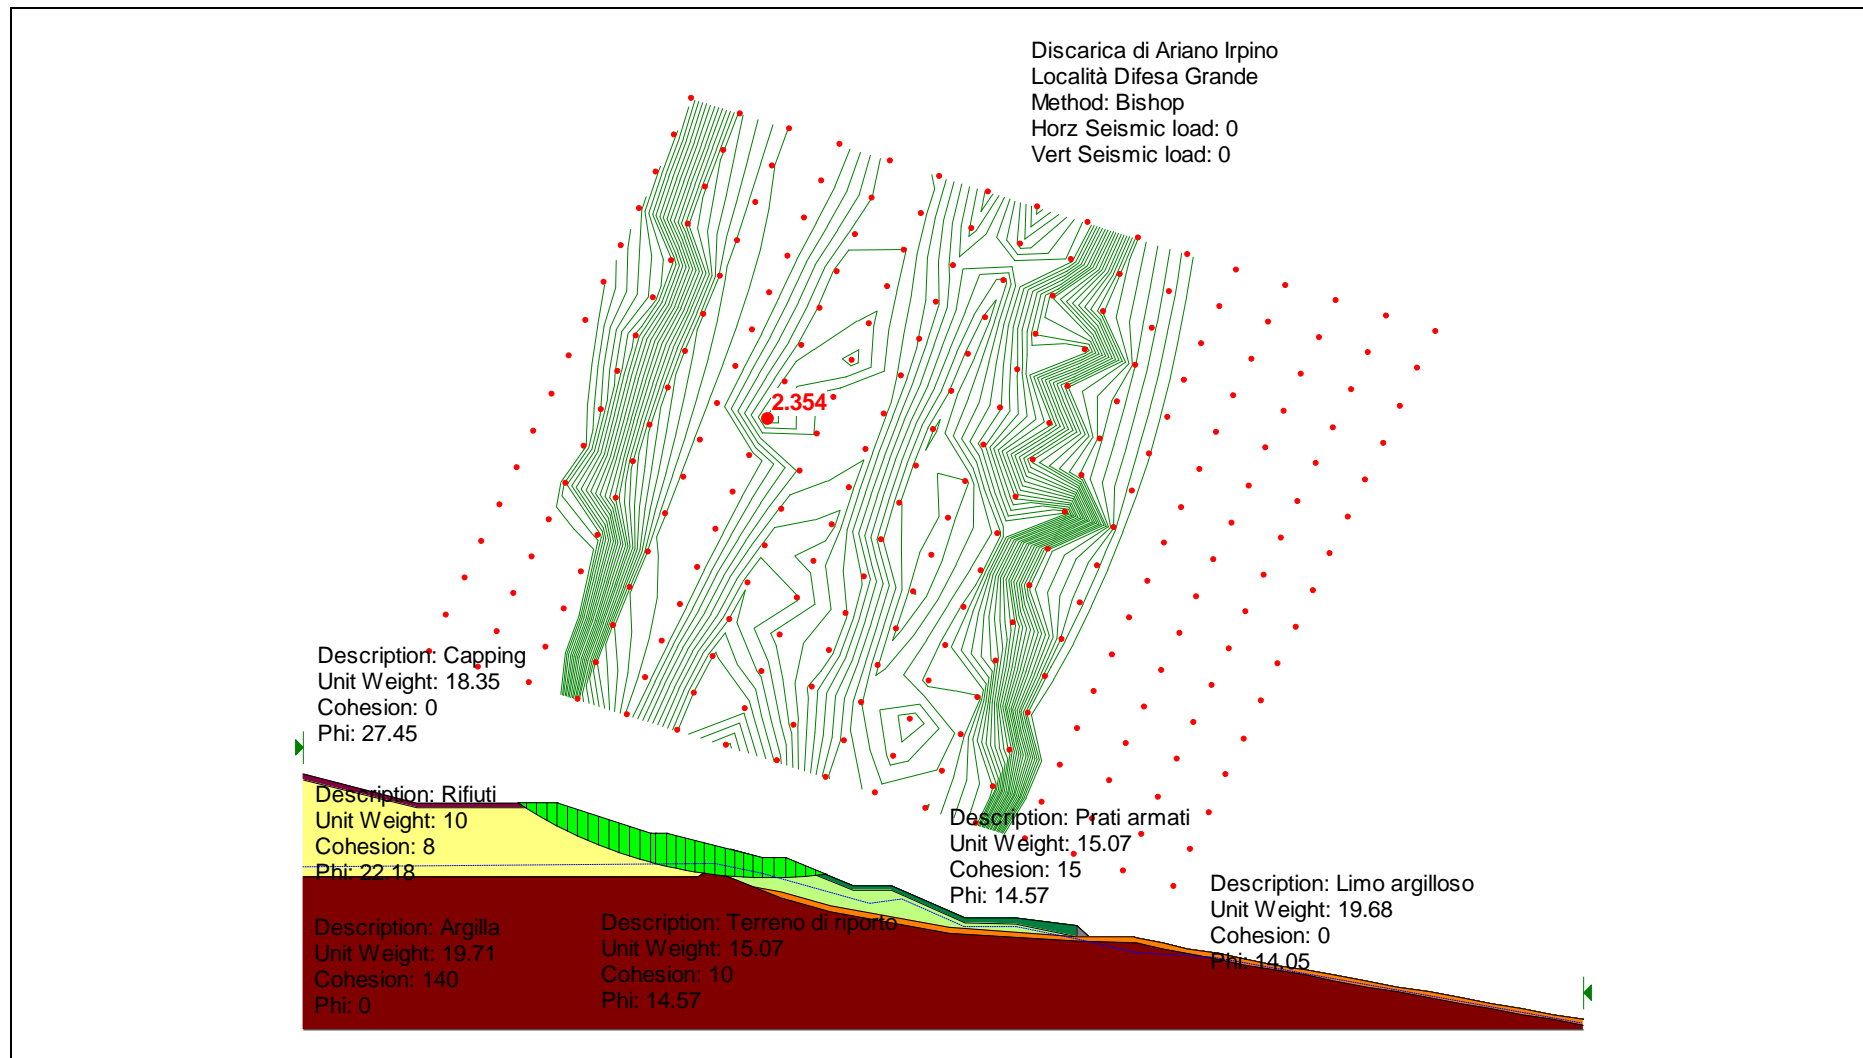 Discarica di Ariano Irpino
Località Difesa Grande
Method: Bishop
Horz Seismic load: 0
Vert Seismic load: 0
2.354
Description: Capping
Unit Weight: 18.35
Cohesion: 0
Phi: 27.45
Description: Rifiuti
Unit Weight: 10
Cohesion: 8
Phi: 22.18
Description: Prati armati
Unit Weight: 15.07
Cohesion: 15
Phi: 14.57
Description: Limo argilloso
Unit Weight: 19.68
Cohesion: 0
Phi: 14.05
Description: Argilla
Unit Weight: 19.71
Cohesion: 140
Phi: 0
Description: Terreno di riporto
Unit Weight: 15.07
Cohesion: 10
Phi: 14.57